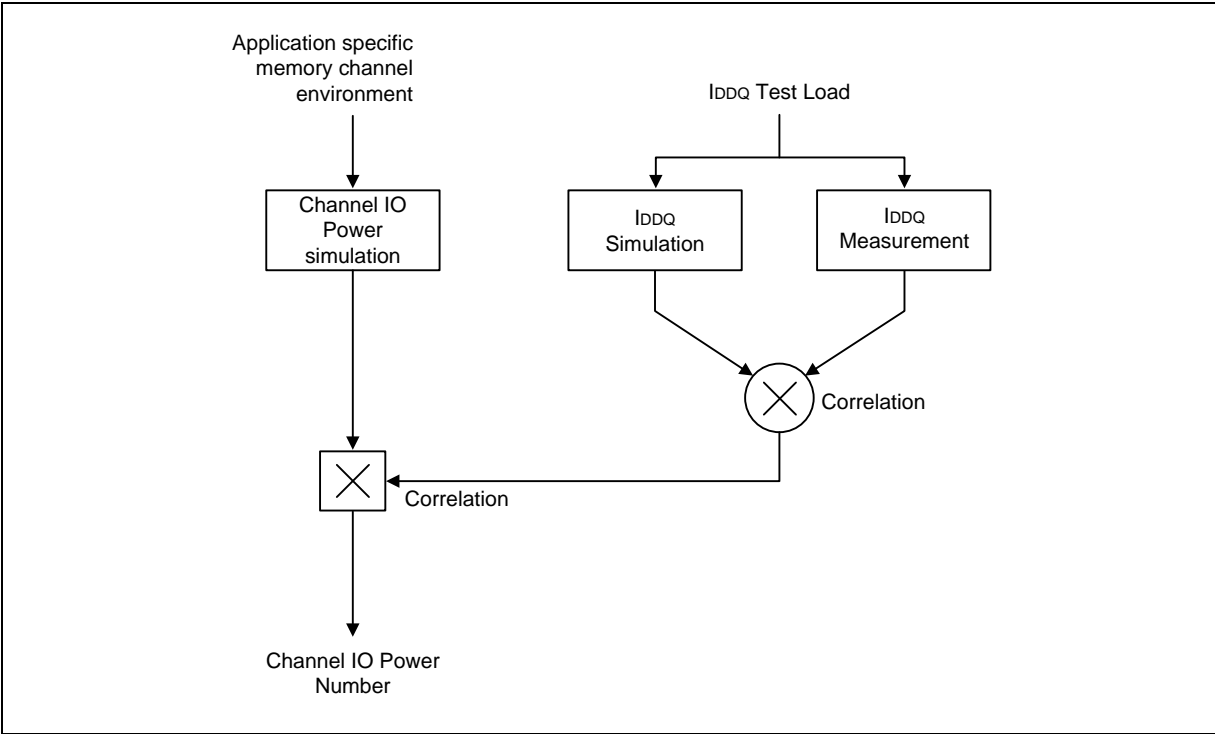 Application specific
memory channel
environment
IDDQ Test Load
Channel IO
Power
simulation
IDDQ
Simulation
IDDQ
Measurement
Correlation
Correlation
Channel IO Power
Number